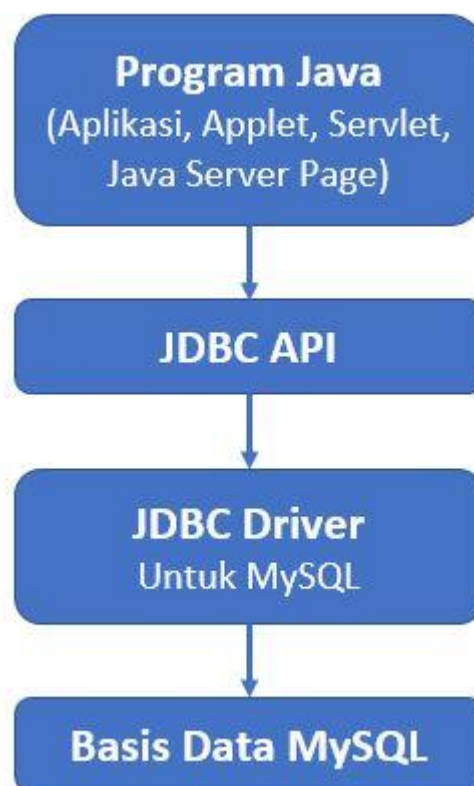 Program Java
(Aplikasi, Applet, Servlet,
Java Server Page)
JDBC API
JDBC Driver
Untuk MySQL
Basis Data MySQL